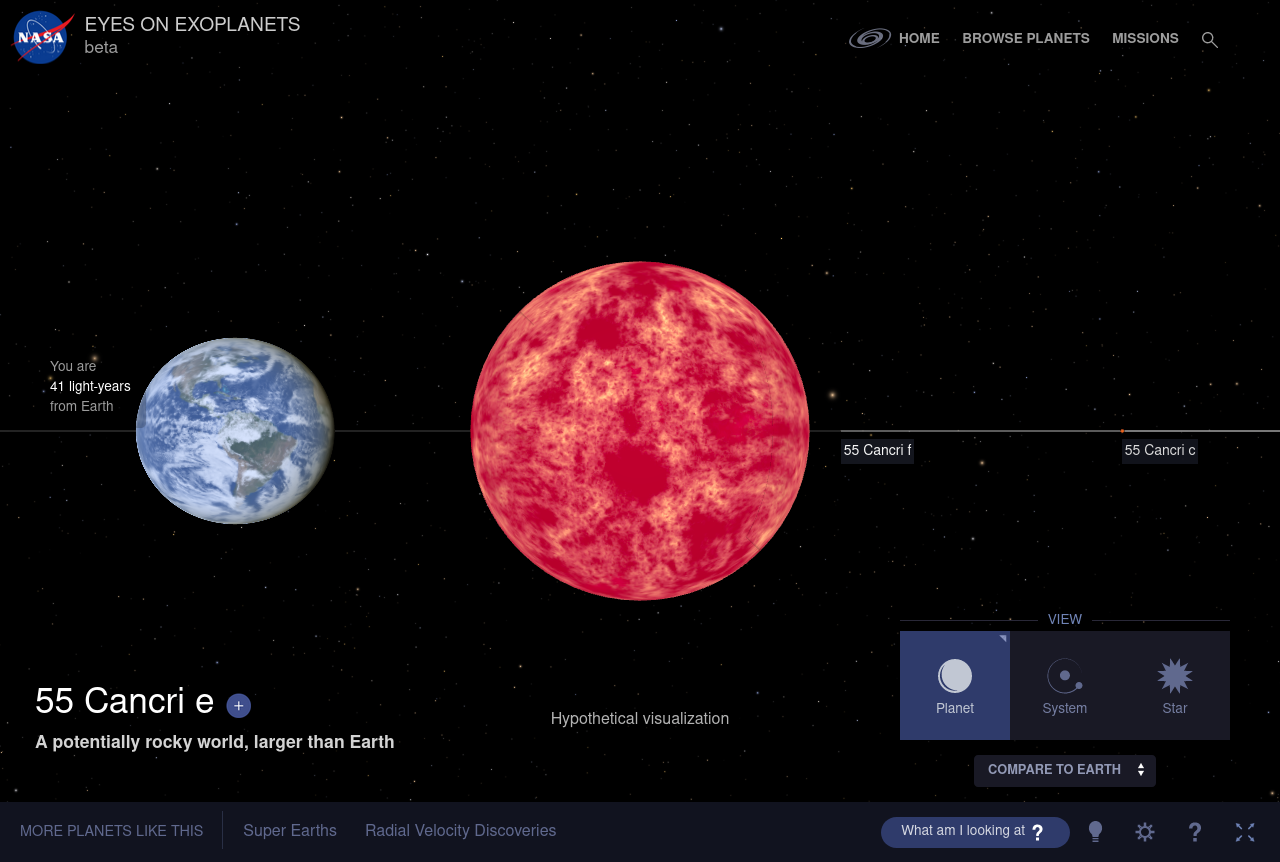 NASA
EYES ON EXOPLANETS
beta
HOME
BROWSE PLANETS
MISSIONS
You are
41 light-years
from Earth
55 Cancri f
55 Cancri c
VIEW
Planet
System
Star
55 Cancri e +
A potentially rocky world, larger than Earth
Hypothetical visualization
COMPARE TO EARTH
MORE PLANETS LIKE THIS
Super Earths
Radial Velocity Discoveries
What am I looking at ?
?